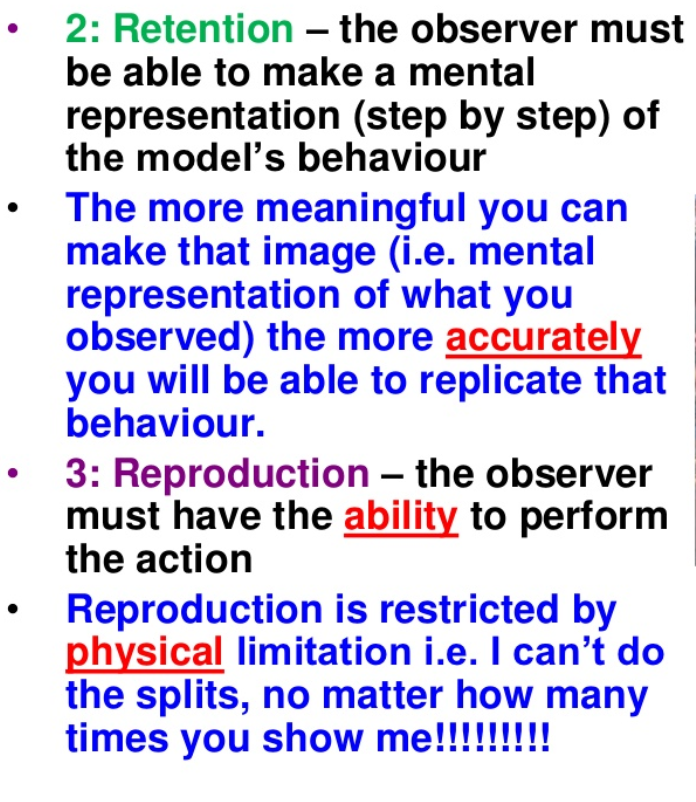 • 2: Retention – the observer must
be able to make a mental
representation (step by step) of
the model’s behaviour
• The more meaningful you can
make that image (i.e. mental
representation of what you
observed) the more accurately
you will be able to replicate that
behaviour.
• 3: Reproduction – the observer
must have the ability to perform
the action
• Reproduction is restricted by
physical limitation i.e. I can’t do
the splits, no matter how many
times you show me!!!!!!!!!